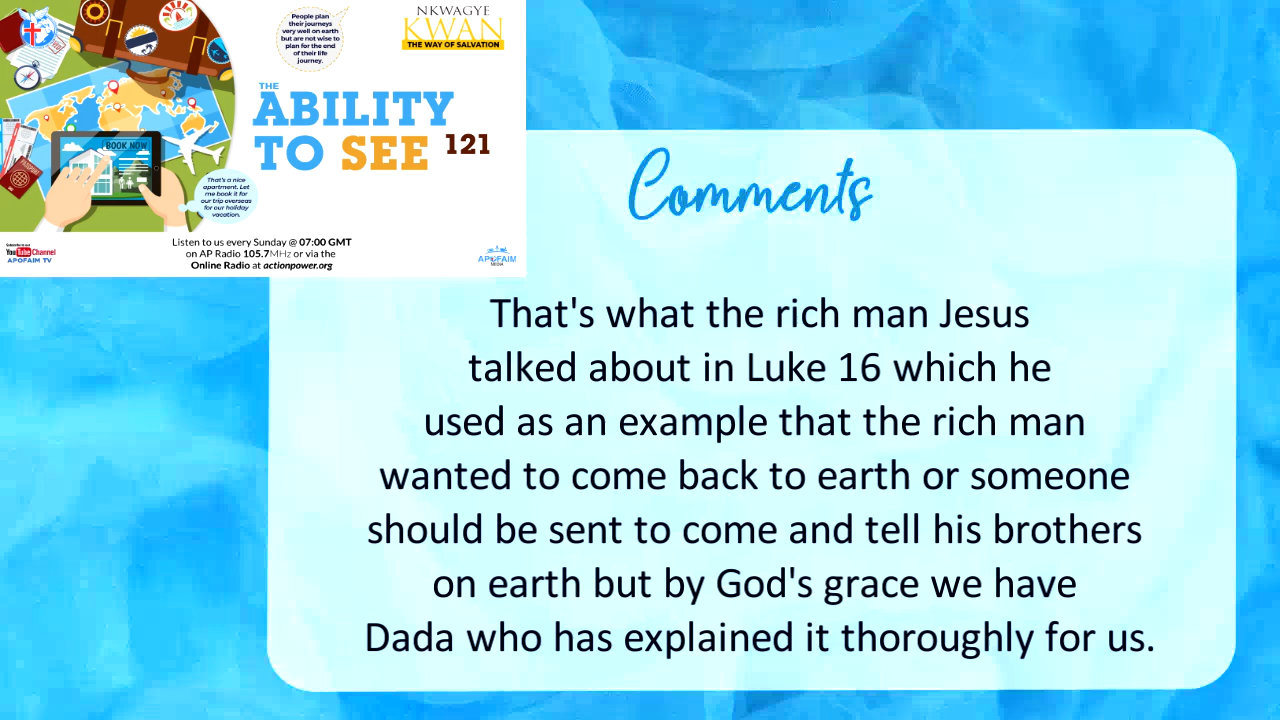 People plan
their journeys
very well on earth
but are not wise to
plan for the end
of their life
journey.
NKWAGYE
KWAN
THE WAY OF SALVATION
THE
ABILITY
TO SEE 121
BOOK NOW
PASSPORT
That's a nice
apartment. Let
me book it for
our trip overseas
for our holiday
vacation.
Subscribe to our
YouTube Channel
APOFAIM TV
Listen to us every Sunday @ 07:00 GMT
on AP Radio 105.7MHz or via the
Online Radio at actionpower.org
APOFAIM
MEDIA
Comments
That's what the rich man Jesus
talked about in Luke 16 which he
used as an example that the rich man
wanted to come back to earth or someone
should be sent to come and tell his brothers
on earth but by God's grace we have
Dada who has explained it thoroughly for us.